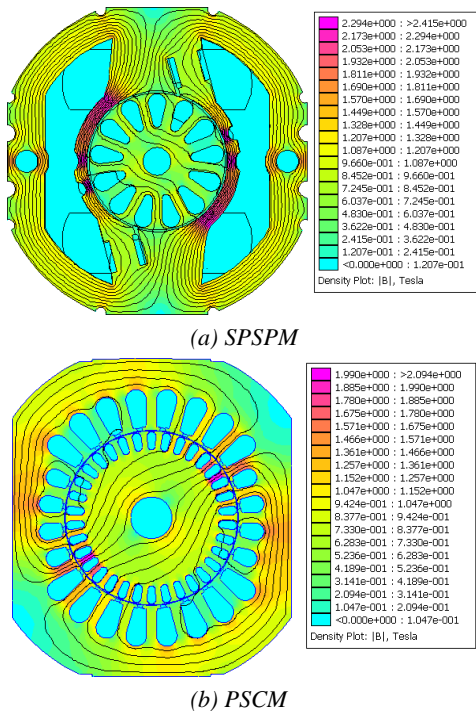 2.294e+000 : >2.415e+000
2.173e+000 : 2.294e+000
2.053e+000 : 2.173e+000
1.932e+000 : 2.053e+000
1.811e+000 : 1.932e+000
1.690e+000 : 1.811e+000
1.570e+000 : 1.690e+000
1.449e+000 : 1.570e+000
1.328e+000 : 1.449e+000
1.207e+000 : 1.328e+000
1.087e+000 : 1.207e+000
9.660e-001 : 1.087e+000
8.452e-001 : 9.660e-001
7.245e-001 : 8.452e-001
6.037e-001 : 7.245e-001
4.830e-001 : 6.037e-001
3.622e-001 : 4.830e-001
2.415e-001 : 3.622e-001
1.207e-001 : 2.415e-001
<0.000e+000 : 1.207e-001
Density Plot: |B|, Tesla
(a) SPSPM
1.990e+000 : >2.094e+000
1.885e+000 : 1.990e+000
1.780e+000 : 1.885e+000
1.675e+000 : 1.780e+000
1.571e+000 : 1.675e+000
1.466e+000 : 1.571e+000
1.361e+000 : 1.466e+000
1.257e+000 : 1.361e+000
1.152e+000 : 1.257e+000
1.047e+000 : 1.152e+000
9.424e-001 : 1.047e+000
8.377e-001 : 9.424e-001
7.330e-001 : 8.377e-001
6.283e-001 : 7.330e-001
5.236e-001 : 6.283e-001
4.189e-001 : 5.236e-001
3.141e-001 : 4.189e-001
2.094e-001 : 3.141e-001
1.047e-001 : 2.094e-001
<0.000e+000 : 1.047e-001
Density Plot: |B|, Tesla
(b) PSCM